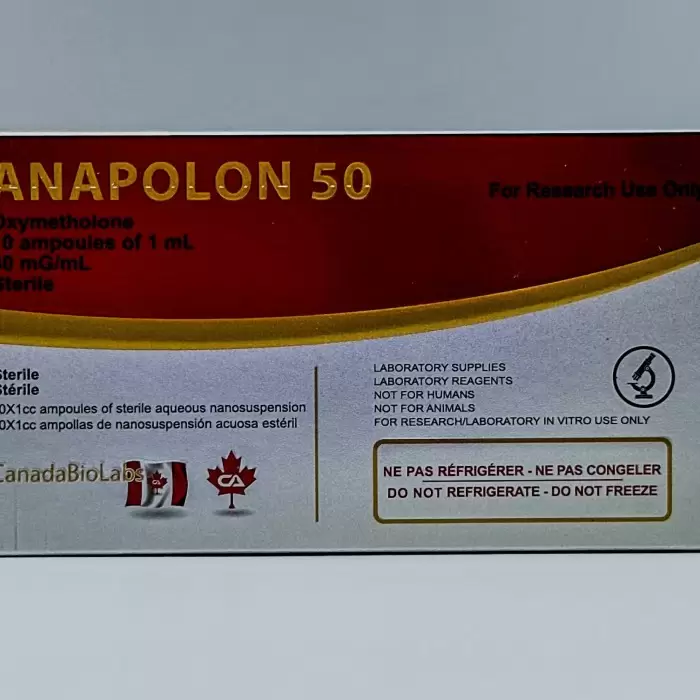 ANAPOLON 50
For Research Use Only
Oxymetholone
0 ampoules of 1 mL
0 mG/mL
Sterile
Sterile
Stérile
0X1cc ampoules of sterile aqueous nanosuspension
0X1cc ampollas de nanosuspensión acuosa estéril
CanadaBioLabs
CA
LABORATORY SUPPLIES
LABORATORY REAGENTS
NOT FOR HUMANS
NOT FOR ANIMALS
FOR RESEARCH/LABORATORY IN VITRO USE ONLY
NE PAS RÉFRIGÉRER - NE PAS CONGELER
DO NOT REFRIGERATE - DO NOT FREEZE